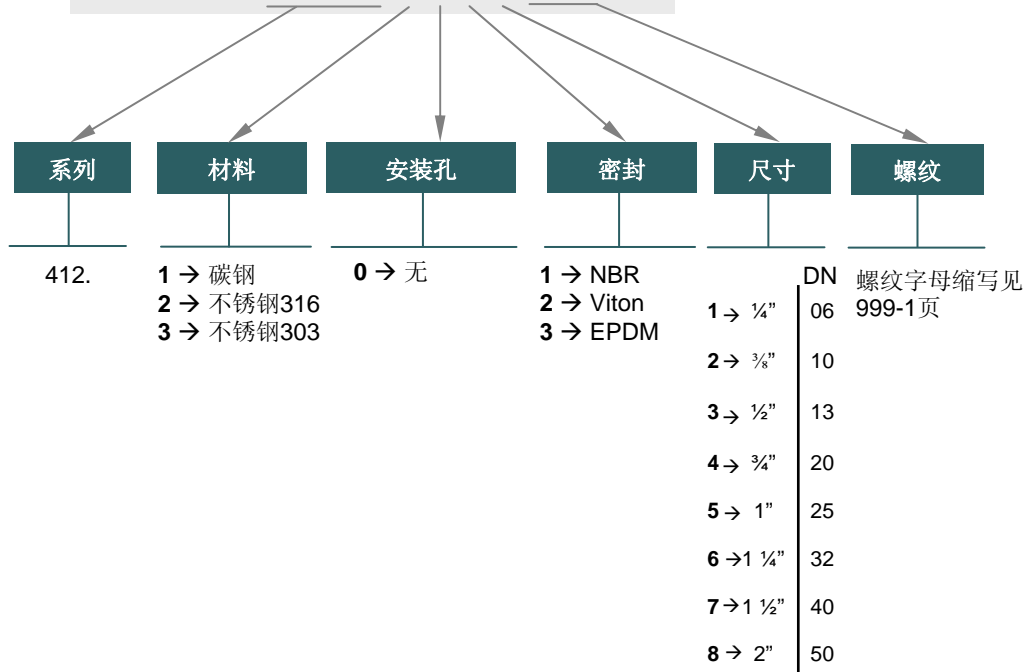 系列
材料
安装孔
密封
尺寸
螺纹
412.
1 → 碳钢
2 → 不锈钢316
3 → 不锈钢303
0 → 无
1 → NBR
2 → Viton
3 → EPDM
DN
1 → ¼” 06
2 → ⅜” 10
3 → ½” 13
4 → ¾” 20
5 → 1” 25
6 →1 ¼” 32
7 →1 ½” 40
8 → 2” 50
螺纹字母缩写见
999-1页